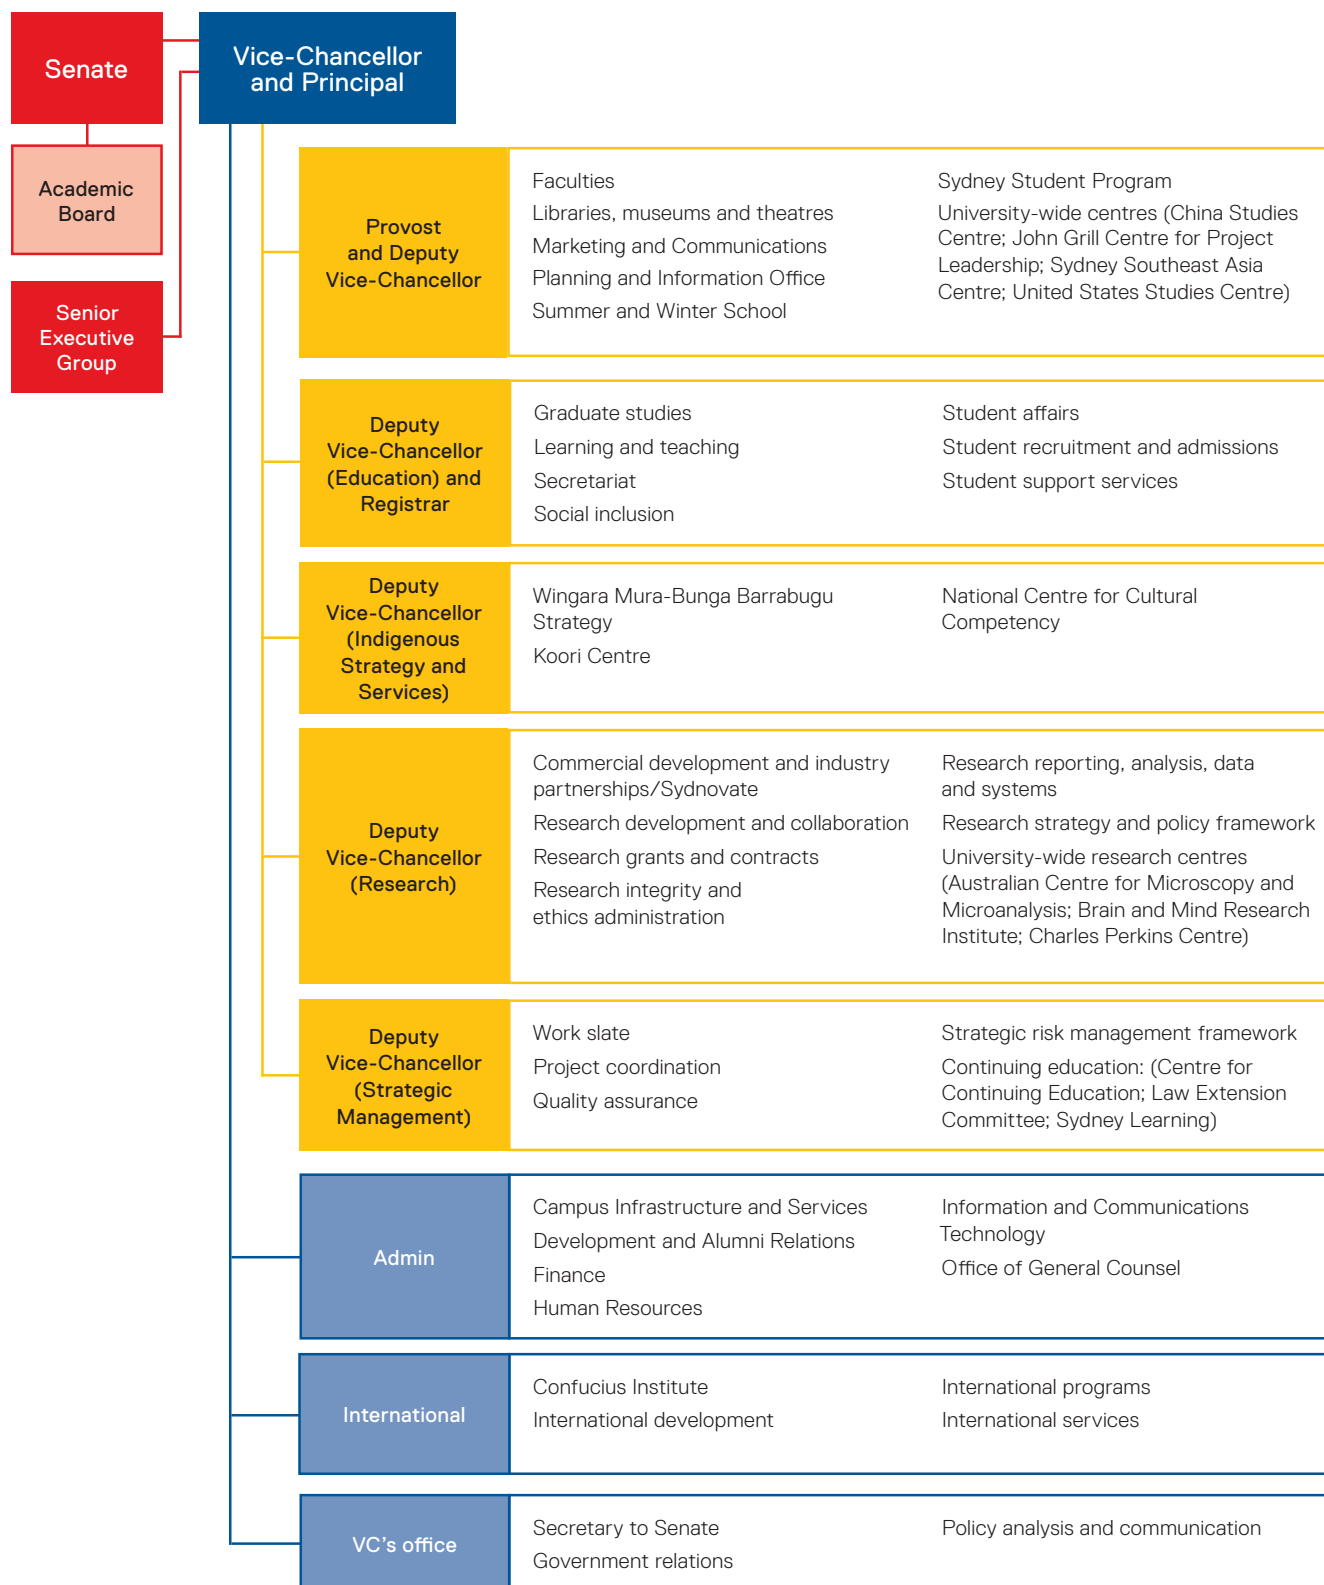 Senate
Vice-Chancellor
and Principal
Academic
Board
Senior
Executive
Group
Provost
and Deputy
Vice-Chancellor
Faculties
Libraries, museums and theatres
Marketing and Communications
Planning and Information Office
Summer and Winter School
Sydney Student Program
University-wide centres (China Studies
Centre; John Grill Centre for Project
Leadership; Sydney Southeast Asia
Centre; United States Studies Centre)
Deputy
Vice-Chancellor
(Education) and
Registrar
Graduate studies
Learning and teaching
Secretariat
Social inclusion
Student affairs
Student recruitment and admissions
Student support services
Deputy
Vice-Chancellor
(Indigenous
Strategy and
Services)
Wingara Mura-Bunga Barrabugu
Strategy
Koori Centre
National Centre for Cultural
Competency
Deputy
Vice-Chancellor
(Research)
Commercial development and industry
partnerships/Sydnovate
Research development and collaboration
Research grants and contracts
Research integrity and
ethics administration
Research reporting, analysis, data
and systems
Research strategy and policy framework
University-wide research centres
(Australian Centre for Microscopy and
Microanalysis; Brain and Mind Research
Institute; Charles Perkins Centre)
Deputy
Vice-Chancellor
(Strategic
Management)
Work slate
Project coordination
Quality assurance
Strategic risk management framework
Continuing education: (Centre for
Continuing Education; Law Extension
Committee; Sydney Learning)
Admin
Campus Infrastructure and Services
Development and Alumni Relations
Finance
Human Resources
Information and Communications
Technology
Office of General Counsel
International
Confucius Institute
International development
International programs
International services
VC's office
Secretary to Senate
Government relations
Policy analysis and communication